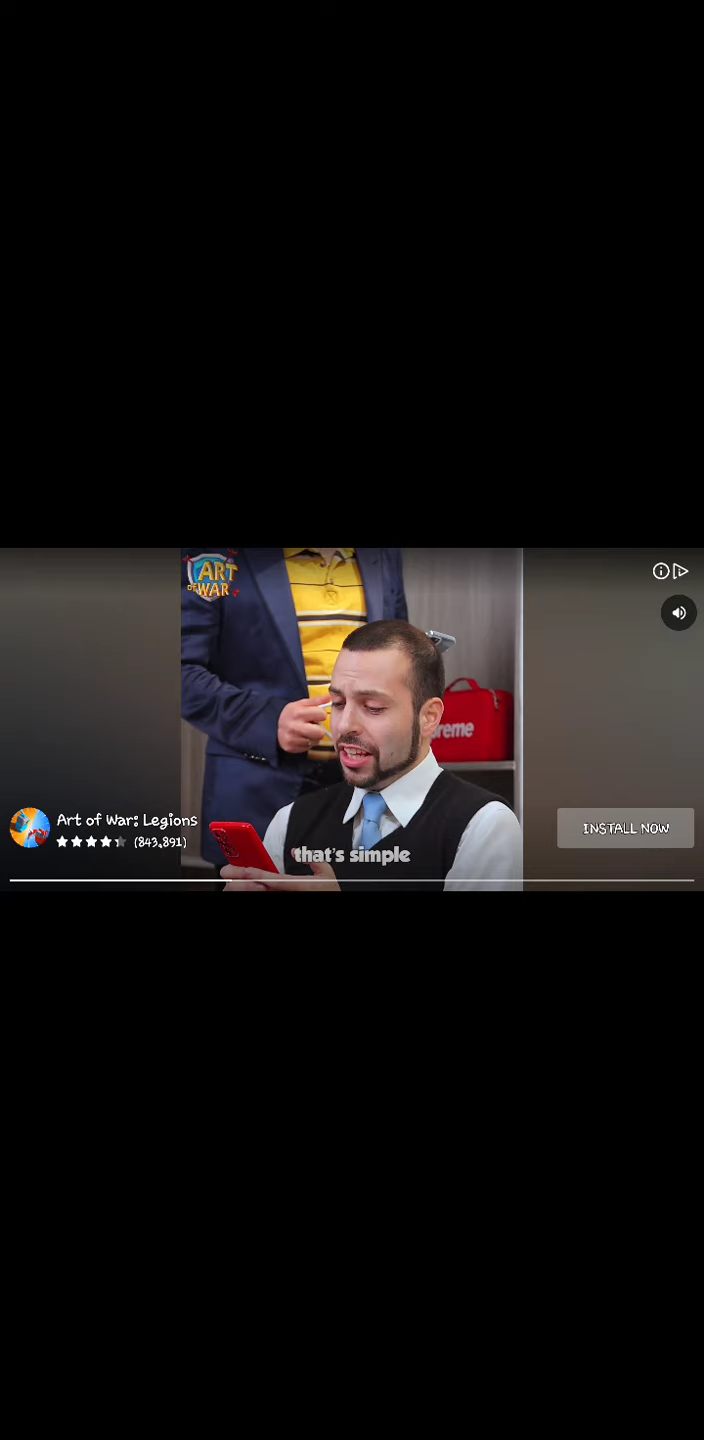 ART
OF WAR
reme
Art of War: Legions
(843,891)
INSTALL NOW
that's simple